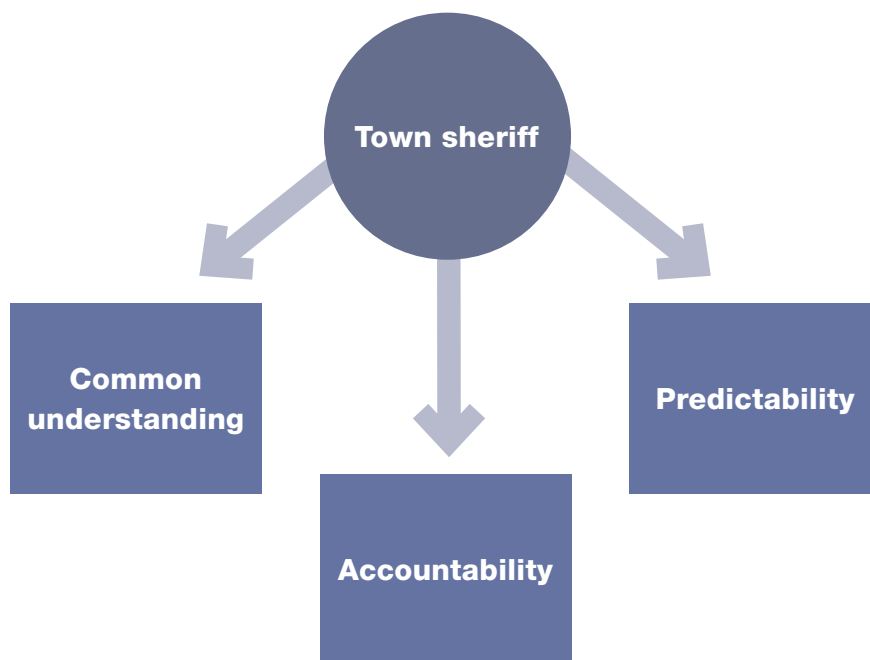 Town sheriff
Common
understanding
Predictability
Accountability